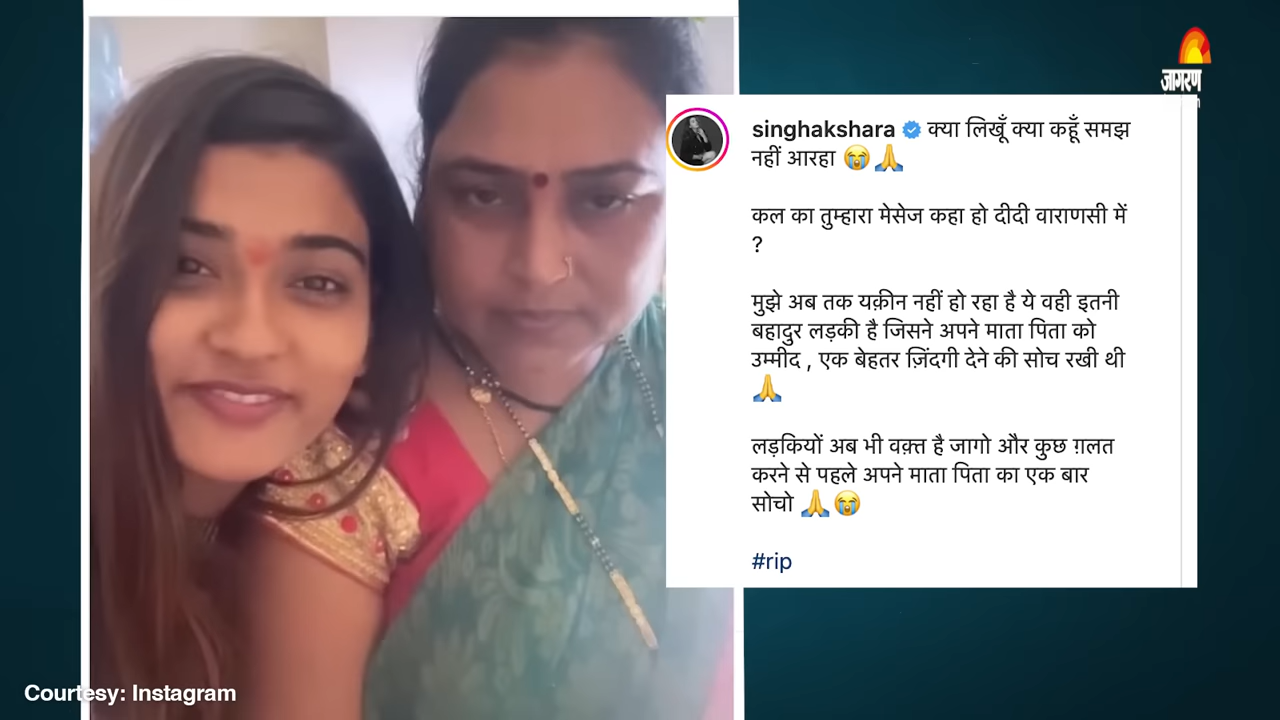 जागरण
singhakshara क्या लिखूँ क्या कहूँ समझ
नहीं आरहा 😭🙏
कल का तुम्हारा मेसेज कहा हो दीदी वाराणसी में
?
मुझे अब तक यक़ीन नहीं हो रहा है ये वही इतनी
बहादुर लड़की है जिसने अपने माता पिता को
उम्मीद , एक बेहतर ज़िंदगी देने की सोच रखी थी
🙏
लड़कियों अब भी वक़्त है जागो और कुछ ग़लत
करने से पहले अपने माता पिता का एक बार
सोचो 🙏😭
#rip
Courtesy: Instagram